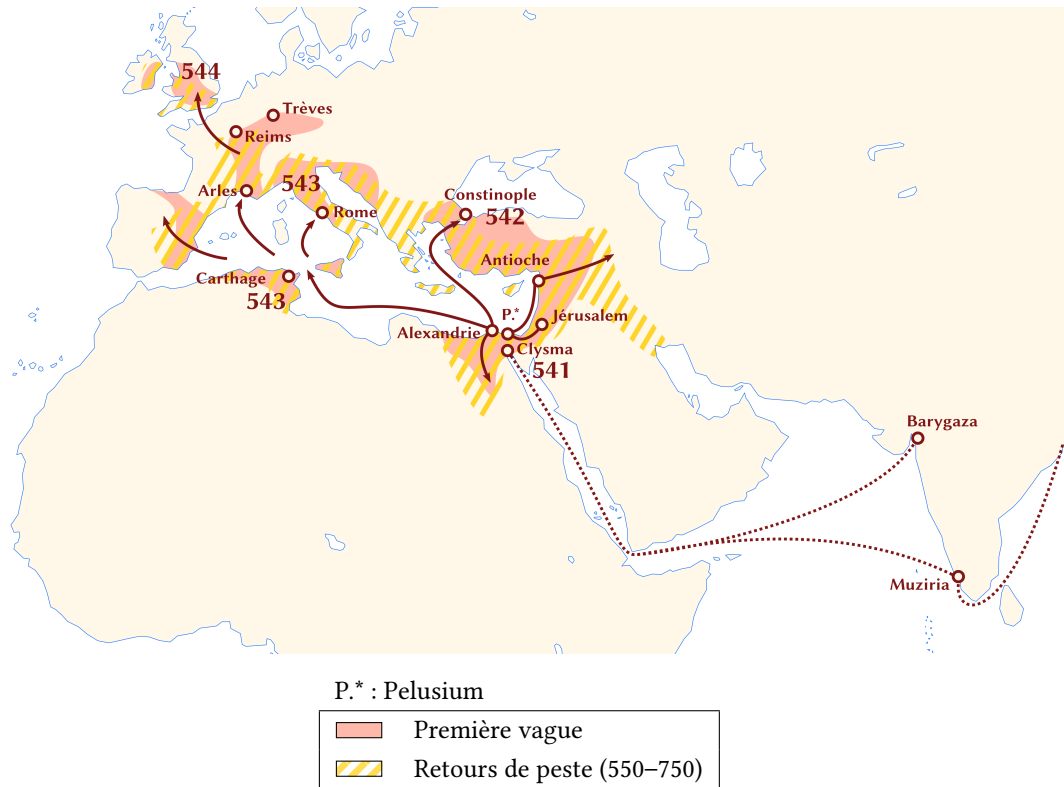 544
Trèves
Reims
Arles
543
Rome
Constinople
542
Antioche
Carthage
543
P.*
Alexandrie
Jérusalem
Clysma
541
Barygaza
Muziria
P.* : Pelusium
Première vague
Retours de peste (550–750)